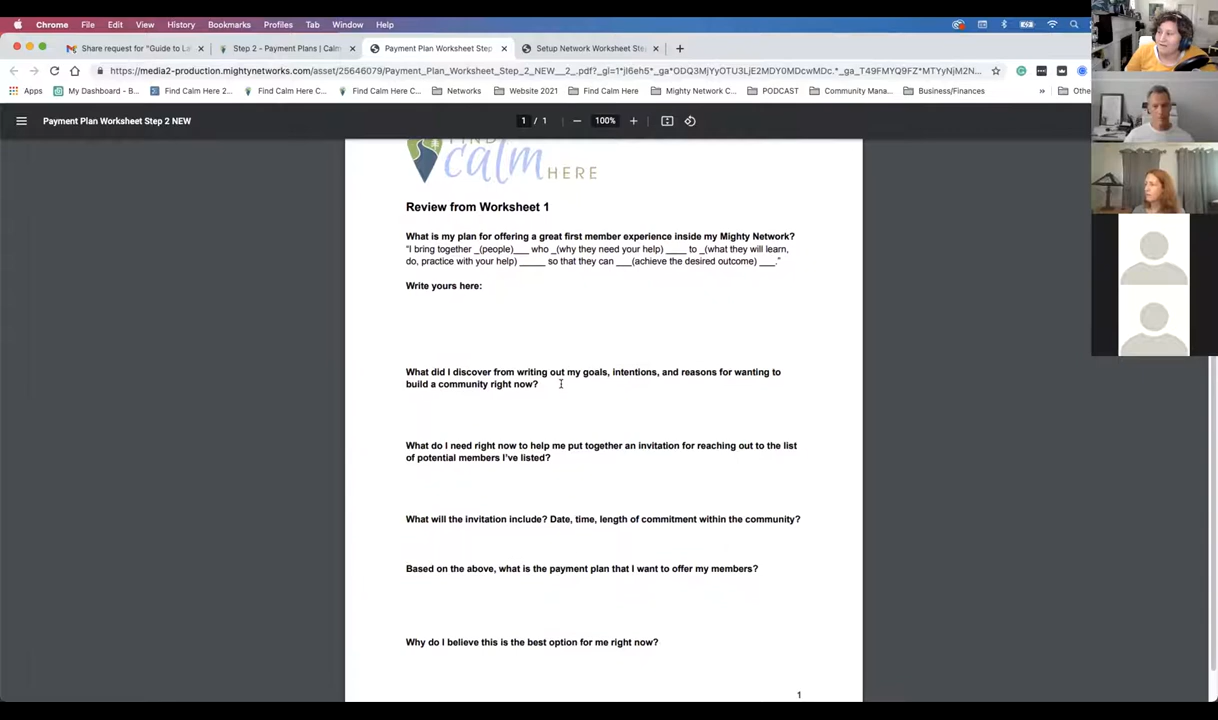 Chrome File Edit View History Bookmarks Profiles Tab Window Help
Share request for "Guide to La
Step 2 - Payment Plans | Calm
Payment Plan Worksheet Step
Setup Network Worksheet Ste
Apps
My Dashboard - B...
Find Calm Here 2...
Find Calm Here C...
Find Calm Here C...
Networks
Website 2021
Find Calm Here
Mighty Network C...
PODCAST
Community Mana...
Business/Finances
Othe
Payment Plan Worksheet Step 2 NEW
1 / 1
100%
calm HERE
Review from Worksheet 1
What is my plan for offering a great first member experience inside my Mighty Network?
"I bring together _(people)___ who _(why they need your help) ____ to _(what they will learn,
do, practice with your help) _____ so that they can ___(achieve the desired outcome) ___."
Write yours here:
What did I discover from writing out my goals, intentions, and reasons for wanting to
build a community right now?
What do I need right now to help me put together an invitation for reaching out to the list
of potential members I've listed?
What will the invitation include? Date, time, length of commitment within the community?
Based on the above, what is the payment plan that I want to offer my members?
Why do I believe this is the best option for me right now?
1